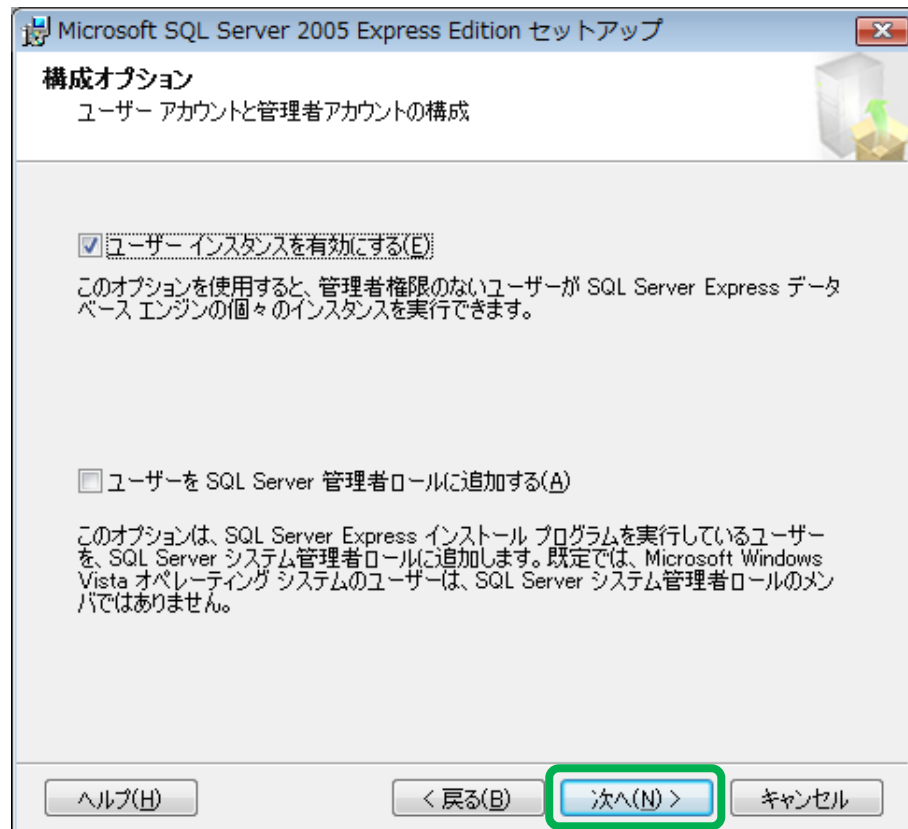 Microsoft SQL Server 2005 Express Edition セットアップ
構成オプション
ユーザー アカウントと管理者アカウントの構成
ユーザー インスタンスを有効にする(E)
このオプションを使用すると、管理者権限のないユーザーが SQL Server Express データ
ベース エンジンの個々のインスタンスを実行できます。
ユーザーを SQL Server 管理者ロールに追加する(A)
このオプションは、SQL Server Express インストール プログラムを実行しているユーザー
を、SQL Server システム管理者ロールに追加します。既定では、Microsoft Windows
Vista オペレーティング システムのユーザーは、SQL Server システム管理者ロールのメン
バではありません。
ヘルプ(H)
< 戻る(B)
次へ(N) >
キャンセル